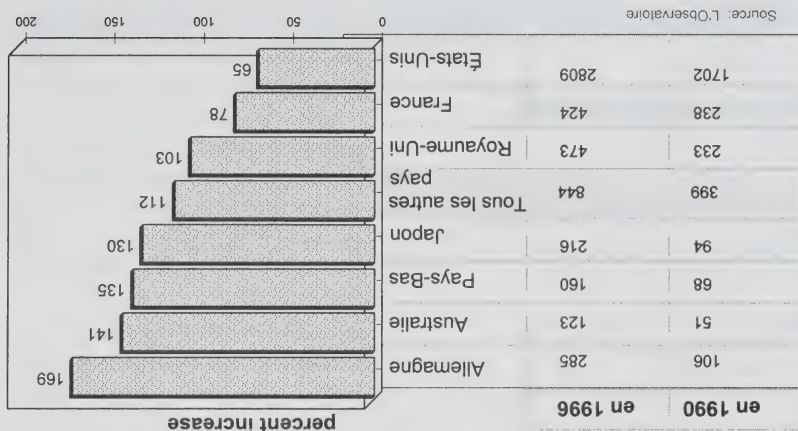 percent increase
en 1990 en 1996
106 285 Allemagne 169
51 123 Australie 141
68 160 Pays-Bas 135
94 216 Japon 130
399 844 Tous les autres 112
pays
233 473 Royaume-Uni 103
238 424 France 78
1702 2809 États-Unis 65
0 50 100 150 200
Source: L'Observatoire